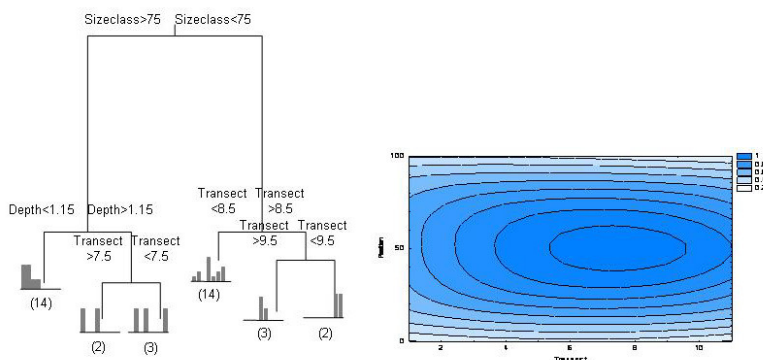 Sizeclass>75 Sizeclass<75
Depth<1.15 Depth>1.15
Transect
>7.5
Transect
<7.5
(14)
(2)
(3)
Transect
<8.5
Transect
>8.5
Transect
>9.5
Transect
<9.5
(14)
(3)
(2)
100
50
0
2
4
6
8
10
1